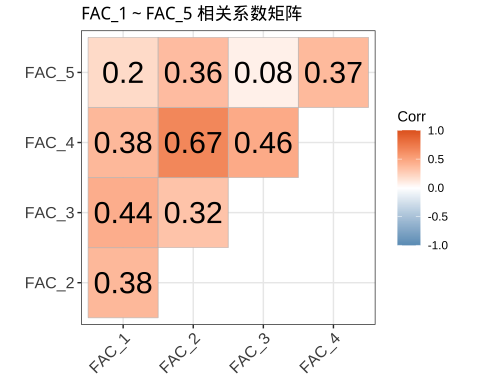 FAC_1 ~ FAC_5 相关系数矩阵
FAC_5 0.2 0.36 0.08 0.37
FAC_4 0.38 0.67 0.46
FAC_3 0.44 0.32
FAC_2 0.38
FAC_1 FAC_2 FAC_3 FAC_4
Corr
1.0
0.5
0.0
-0.5
-1.0